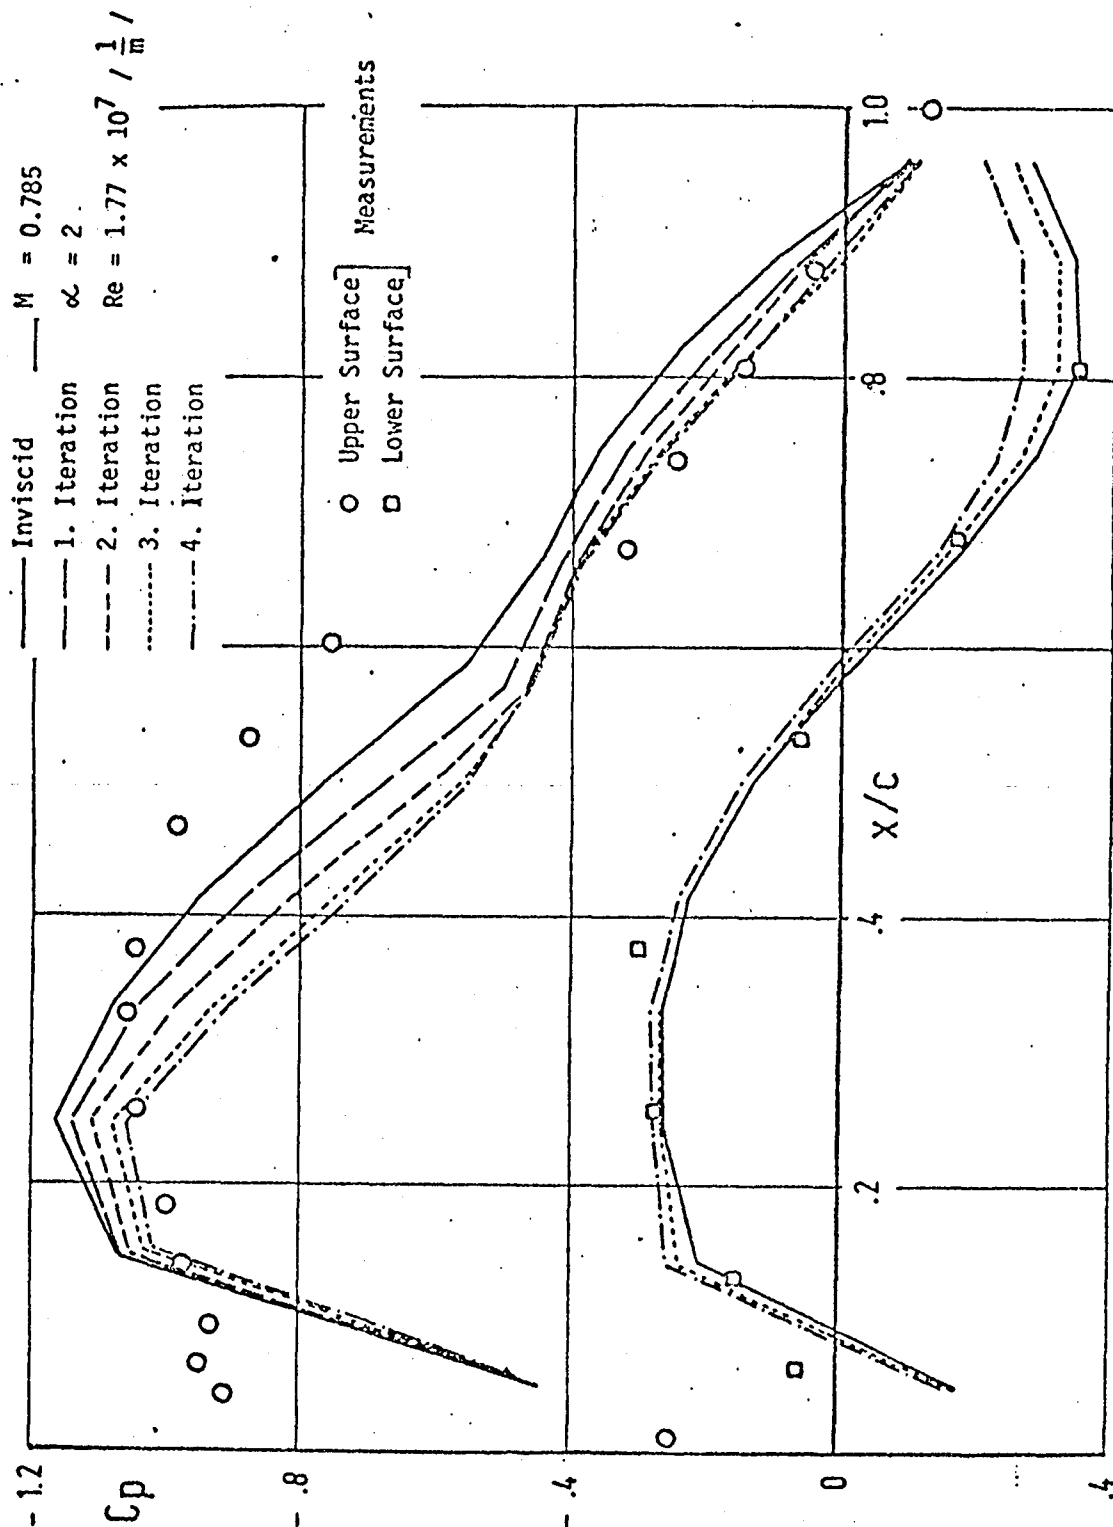 Inviscid
1. Iteration
2. Iteration
3. Iteration
4. Iteration
M = 0.785
α = 2
Re = 1.77 x 10⁷ / 1/m /
Upper Surface
Lower Surface
Measurements
- 1.2
Cp
- .8
- .4
0
.4
.2
.4
X/C
.8
1.0